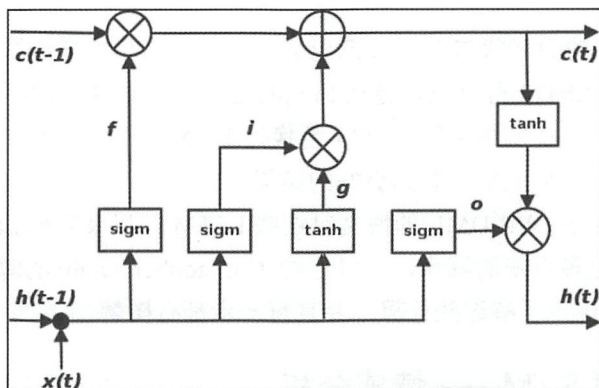 c(t-1)
c(t)
f
i
tanh
g
o
sigm
sigm
tanh
sigm
h(t-1)
h(t)
x(t)